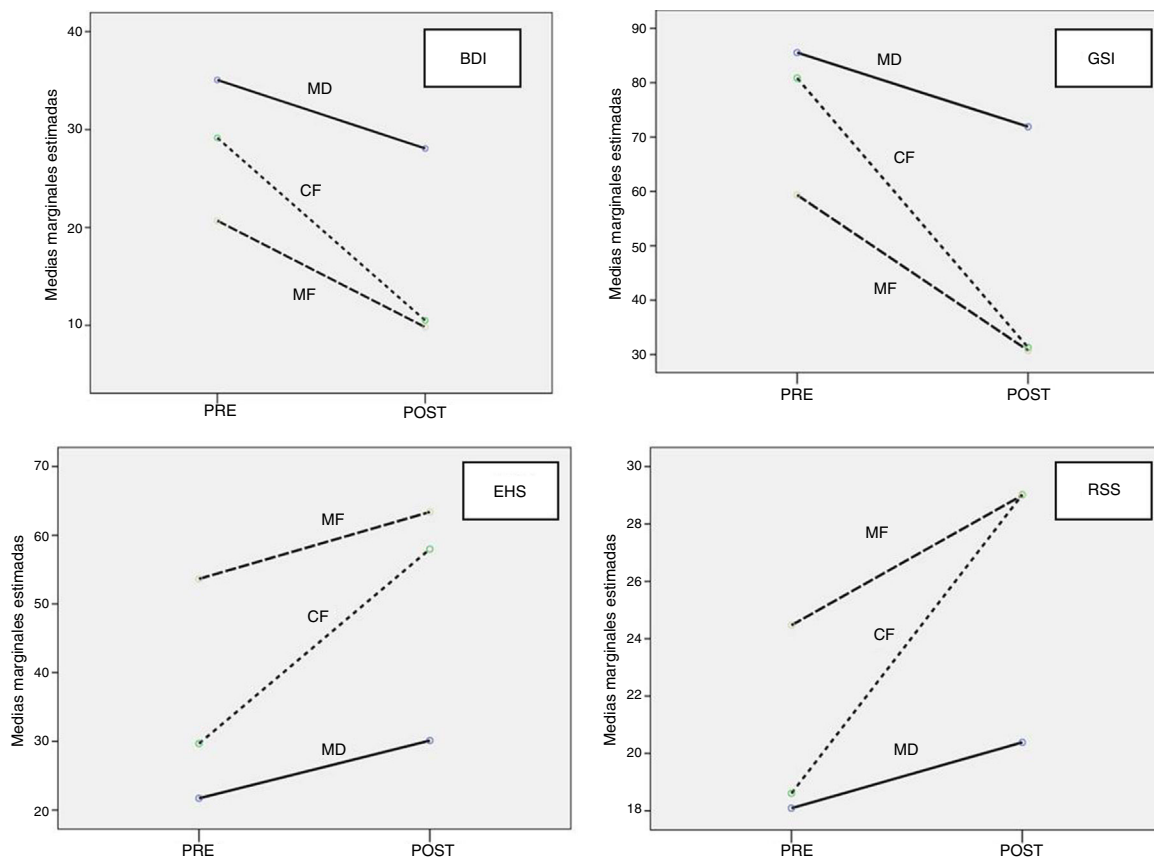 BDI
40
30
20
10
Medias marginales estimadas
MD
CF
MF
PRE
POST
GSI
90
80
70
60
50
40
30
Medias marginales estimadas
MD
CF
MF
PRE
POST
EHS
70
60
50
40
30
20
Medias marginales estimadas
MF
CF
MD
PRE
POST
RSS
30
28
26
24
22
20
18
Medias marginales estimadas
MF
CF
MD
PRE
POST